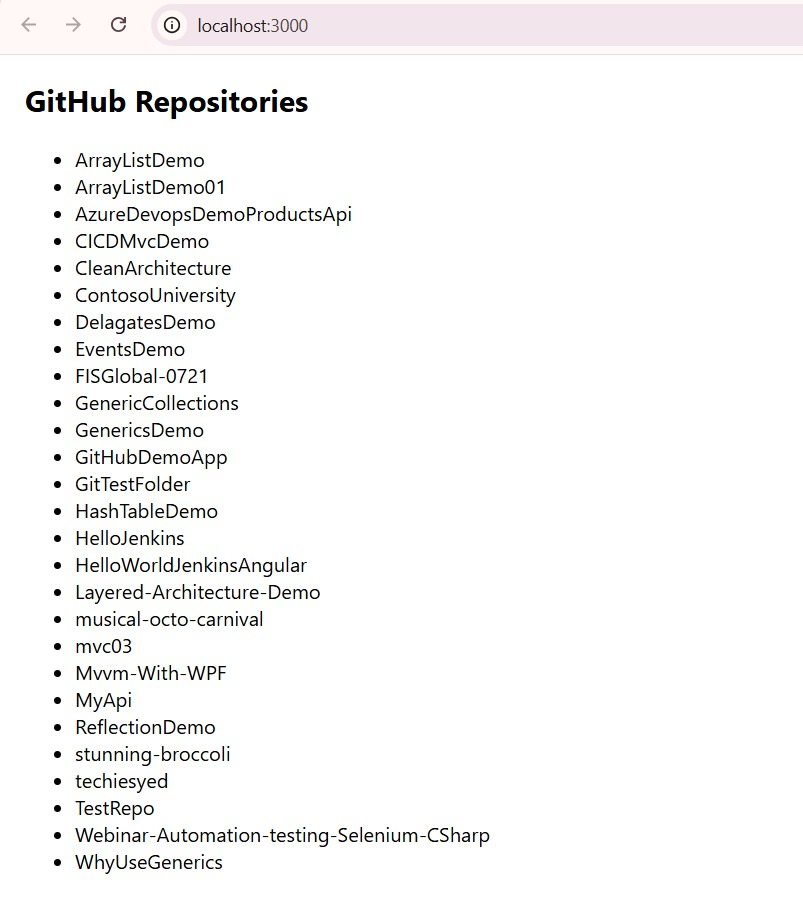 localhost:3000
GitHub Repositories
ArrayListDemo
ArrayListDemo01
AzureDevopsDemoProductsApi
CICDMvcDemo
CleanArchitecture
ContosoUniversity
DelagatesDemo
EventsDemo
FISGlobal-0721
GenericCollections
GenericsDemo
GitHubDemoApp
GitTestFolder
HashTableDemo
HelloJenkins
HelloWorldJenkinsAngular
Layered-Architecture-Demo
musical-octo-carnival
mvc03
Mvvm-With-WPF
MyApi
ReflectionDemo
stunning-broccoli
techiesyed
TestRepo
Webinar-Automation-testing-Selenium-CSharp
WhyUseGenerics